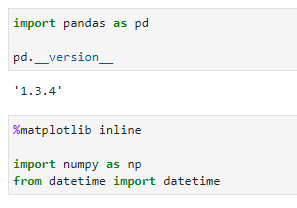 import pandas as pd
pd.__version__
'1.3.4'
%matplotlib inline
import numpy as np
from datetime import datetime